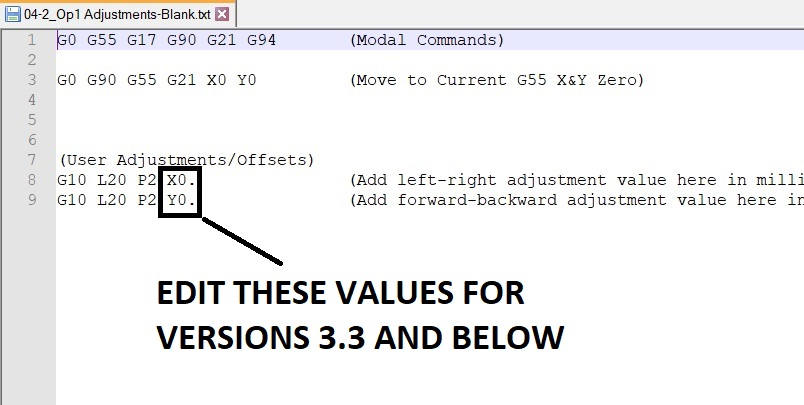 04-2_Op1 Adjustments-Blank.txt
1 G0 G55 G17 G90 G21 G94 (Modal Commands)
2
3 G0 G90 G55 G21 X0 Y0 (Move to Current G55 X&Y Zero)
4
5
6
7 (User Adjustments/Offsets)
8 G10 L20 P2 X0. (Add left-right adjustment value here in milli
9 G10 L20 P2 Y0. (Add forward-backward adjustment value here in
EDIT THESE VALUES FOR
VERSIONS 3.3 AND BELOW